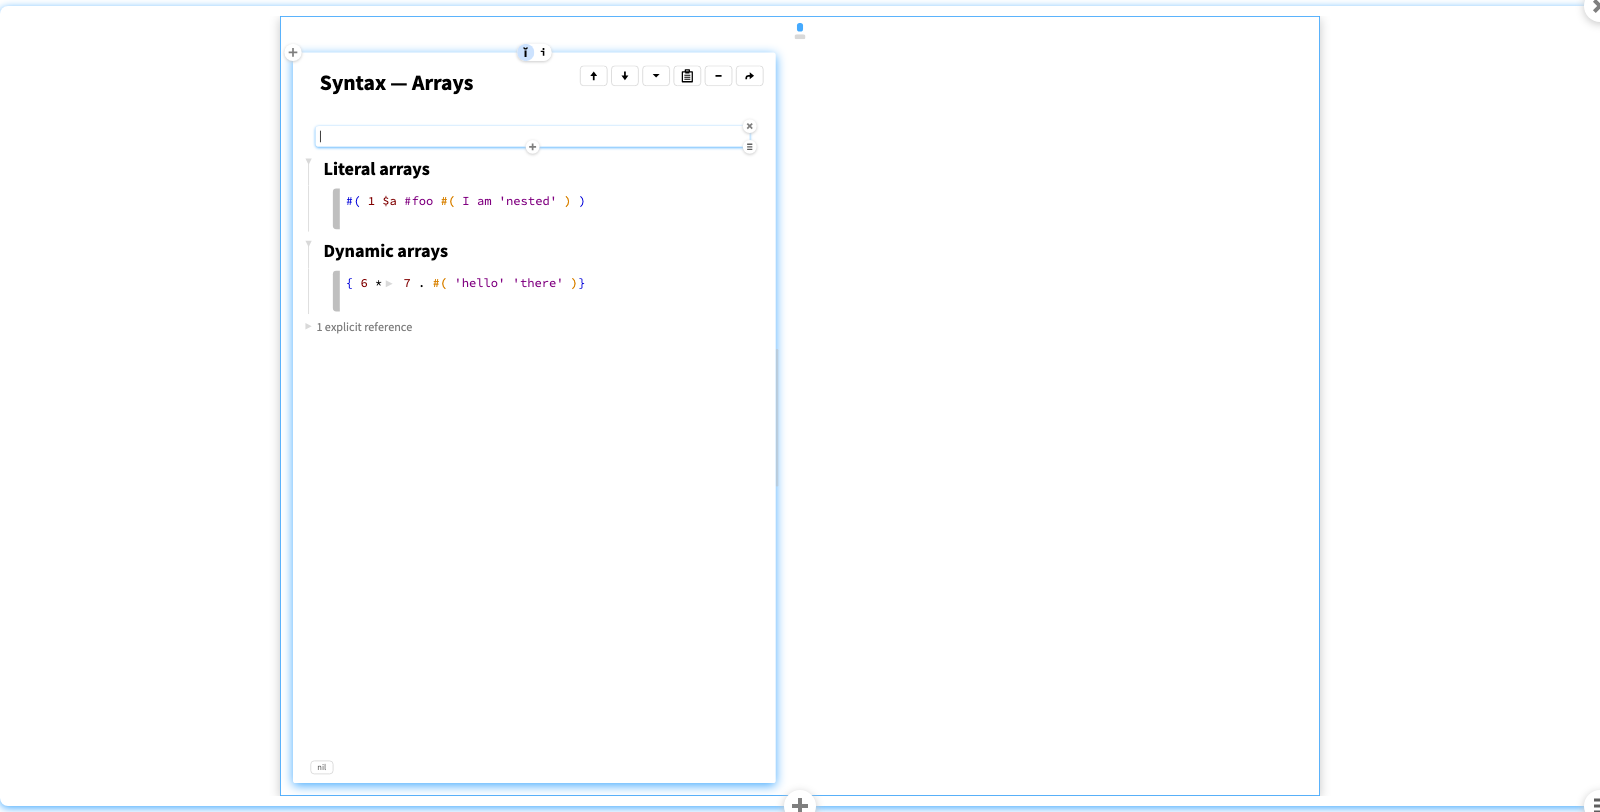 Syntax — Arrays
Literal arrays
#( 1 $a #foo #( I am 'nested' ) )
Dynamic arrays
{ 6 * 7 . #( 'hello' 'there' )}
1 explicit reference
nil